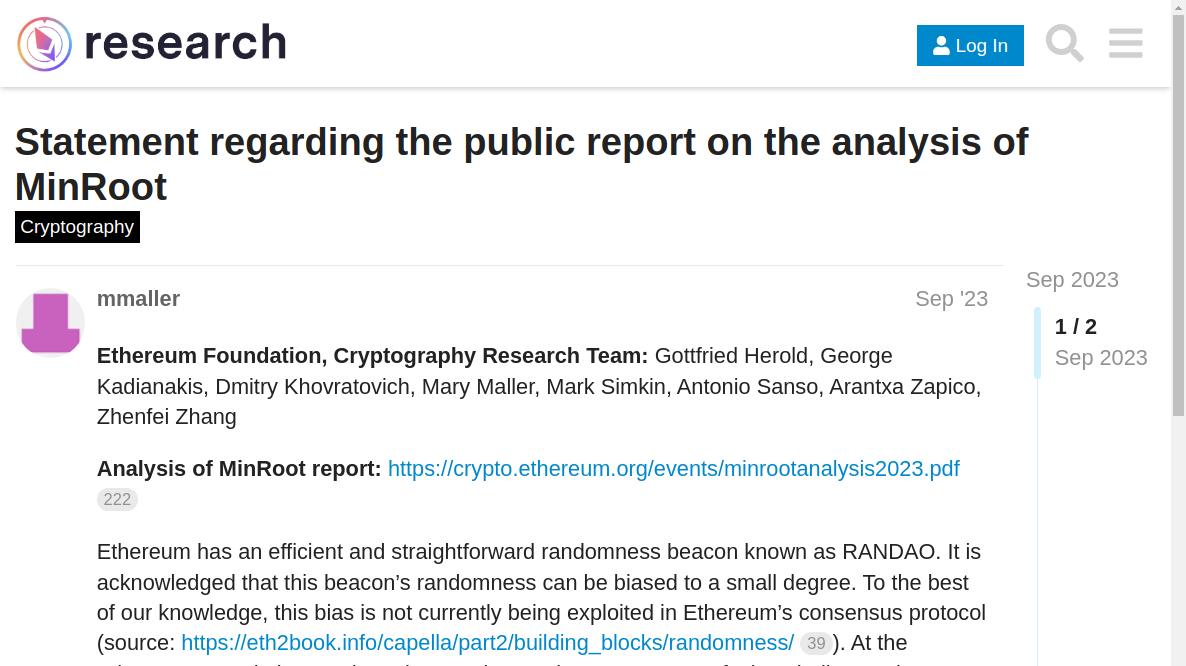 research
Log In
Statement regarding the public report on the analysis of
MinRoot
Cryptography
mmaller
Sep '23
Sep 2023
1 / 2
Sep 2023
Ethereum Foundation, Cryptography Research Team: Gottfried Herold, George
Kadianakis, Dmitry Khovratovich, Mary Maller, Mark Simkin, Antonio Sanso, Arantxa Zapico,
Zhenfei Zhang
Analysis of MinRoot report: https://crypto.ethereum.org/events/minrootanalysis2023.pdf
222
Ethereum has an efficient and straightforward randomness beacon known as RANDAO. It is
acknowledged that this beacon’s randomness can be biased to a small degree. To the best
of our knowledge, this bias is not currently being exploited in Ethereum’s consensus protocol
(source: https://eth2book.info/capella/part2/building_blocks/randomness/ 39 ). At the